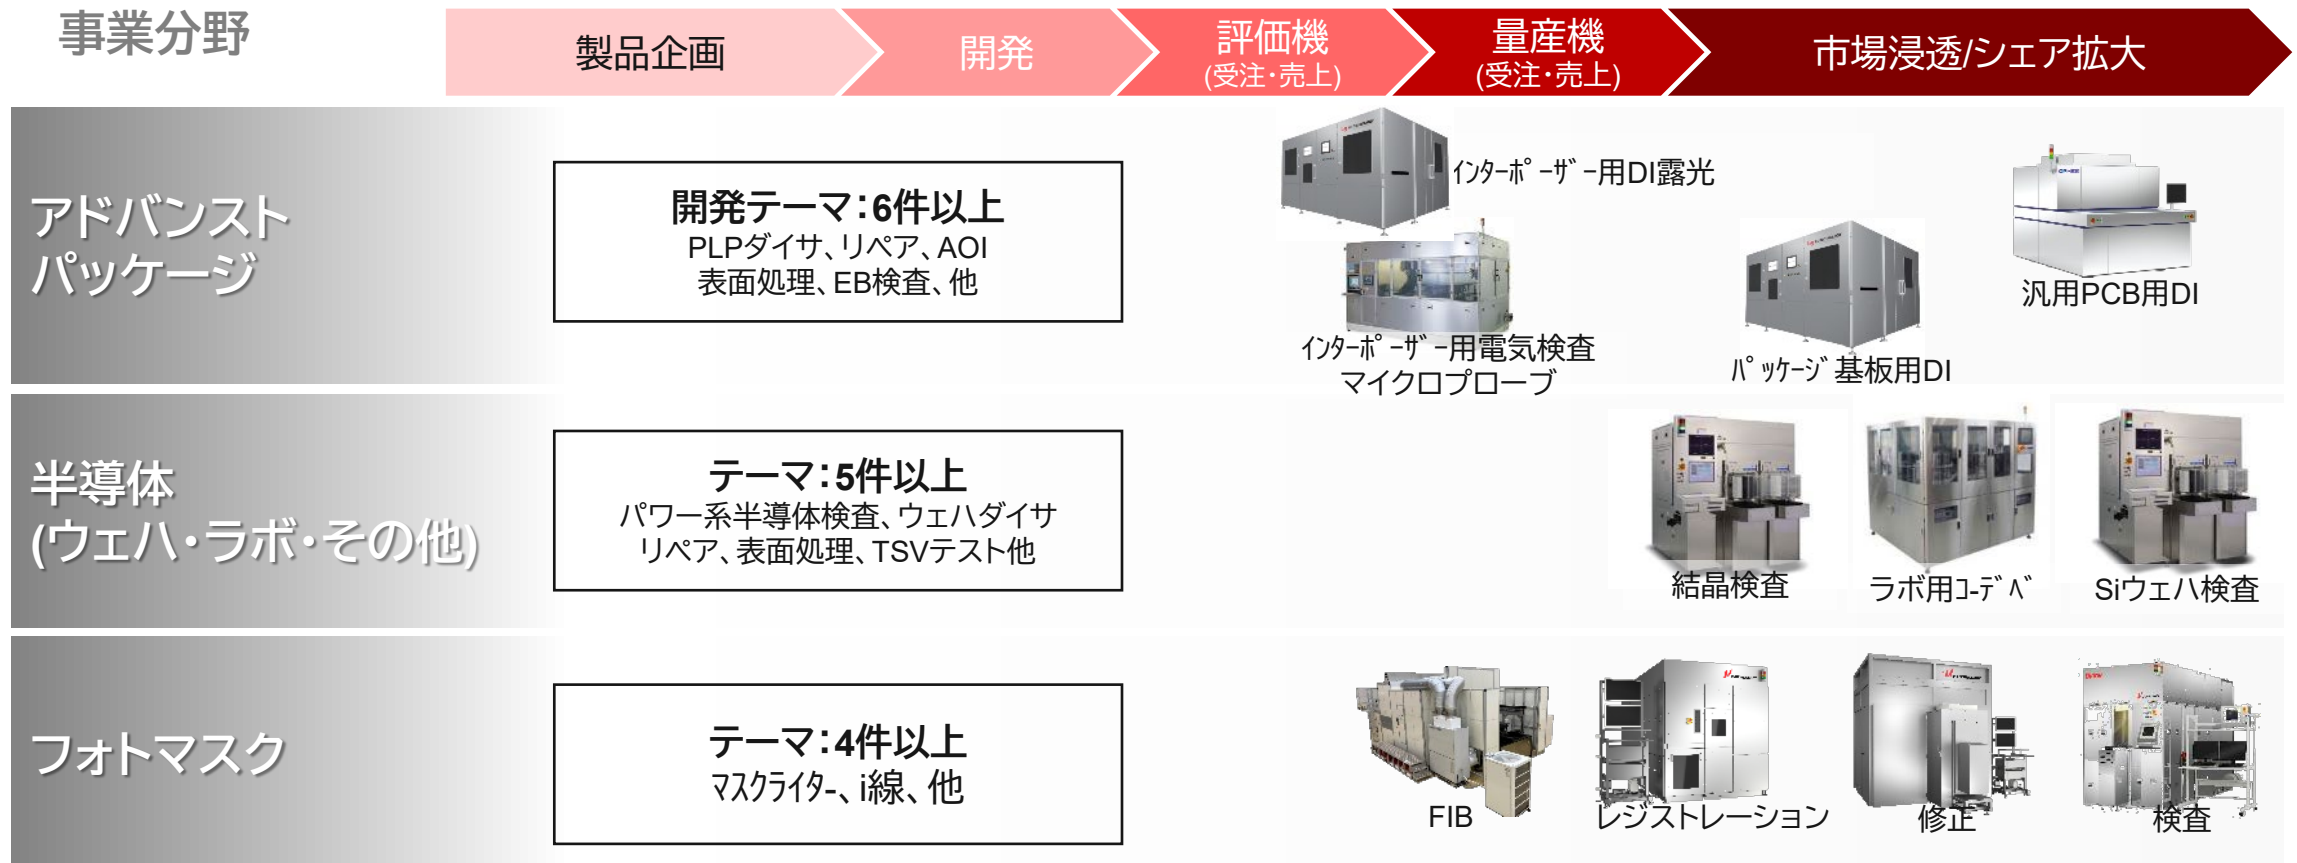 事業分野
製品企画
開発
評価機
(受注・売上)
量産機
(受注・売上)
市場浸透/シェア拡大
アドバンスト
パッケージ
開発テーマ：6件以上
PLPダイサ、リペア、AOI
表面処理、EB検査、他
ｲﾝﾀｰﾎﾟｰｻﾞｰ用DI露光
ｲﾝﾀｰﾎﾟｰｻﾞｰ用電気検査
マイクロプローブ
ﾊﾟｯｹｰｼﾞ基板用DI
汎用PCB用DI
半導体
(ウェハ・ラボ・その他)
テーマ：5件以上
パワー系半導体検査、ウェハダイサ
リペア、表面処理、TSVテスト他
結晶検査
ラボ用ｺｰﾃﾞﾍﾞ
Siウェハ検査
フォトマスク
テーマ：4件以上
ﾏｽｸﾗｲﾀｰ、i線、他
FIB
レジストレーション
修正
検査